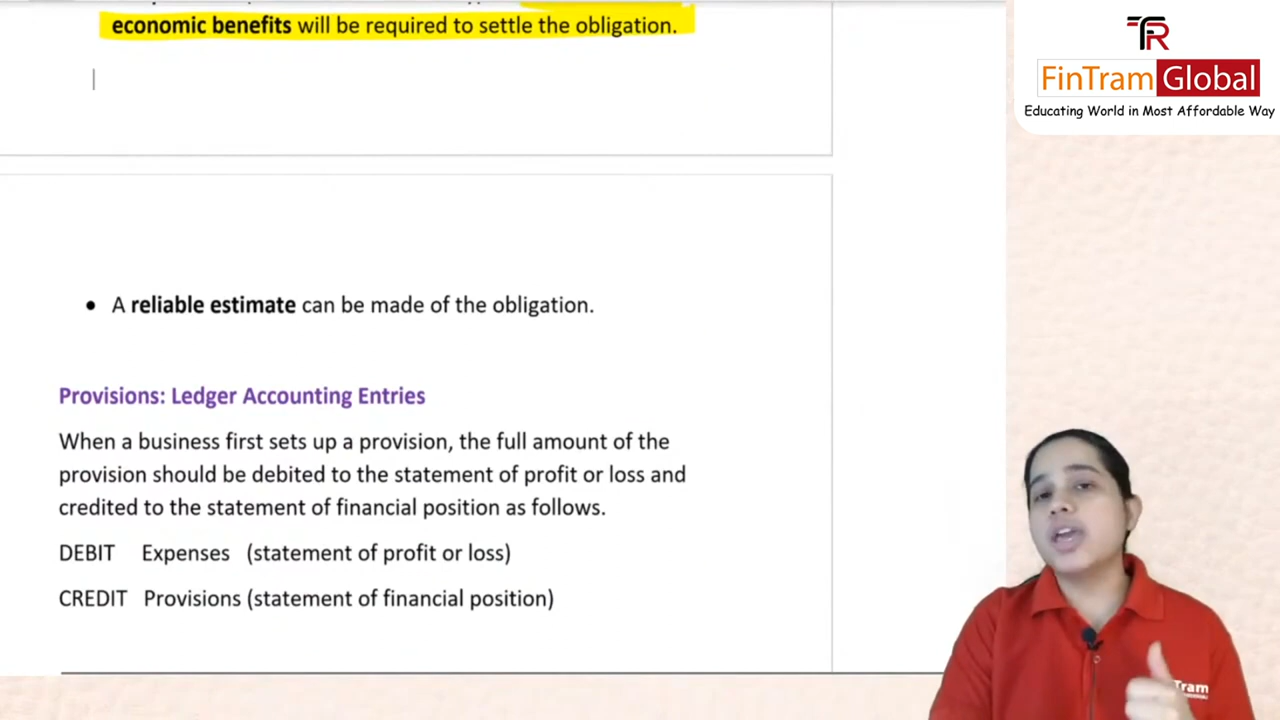 economic benefits will be required to settle the obligation.
TR
FinTram Global
Educating World in Most Affordable Way
• A reliable estimate can be made of the obligation.
Provisions: Ledger Accounting Entries
When a business first sets up a provision, the full amount of the
provision should be debited to the statement of profit or loss and
credited to the statement of financial position as follows.
DEBIT Expenses (statement of profit or loss)
CREDIT Provisions (statement of financial position)